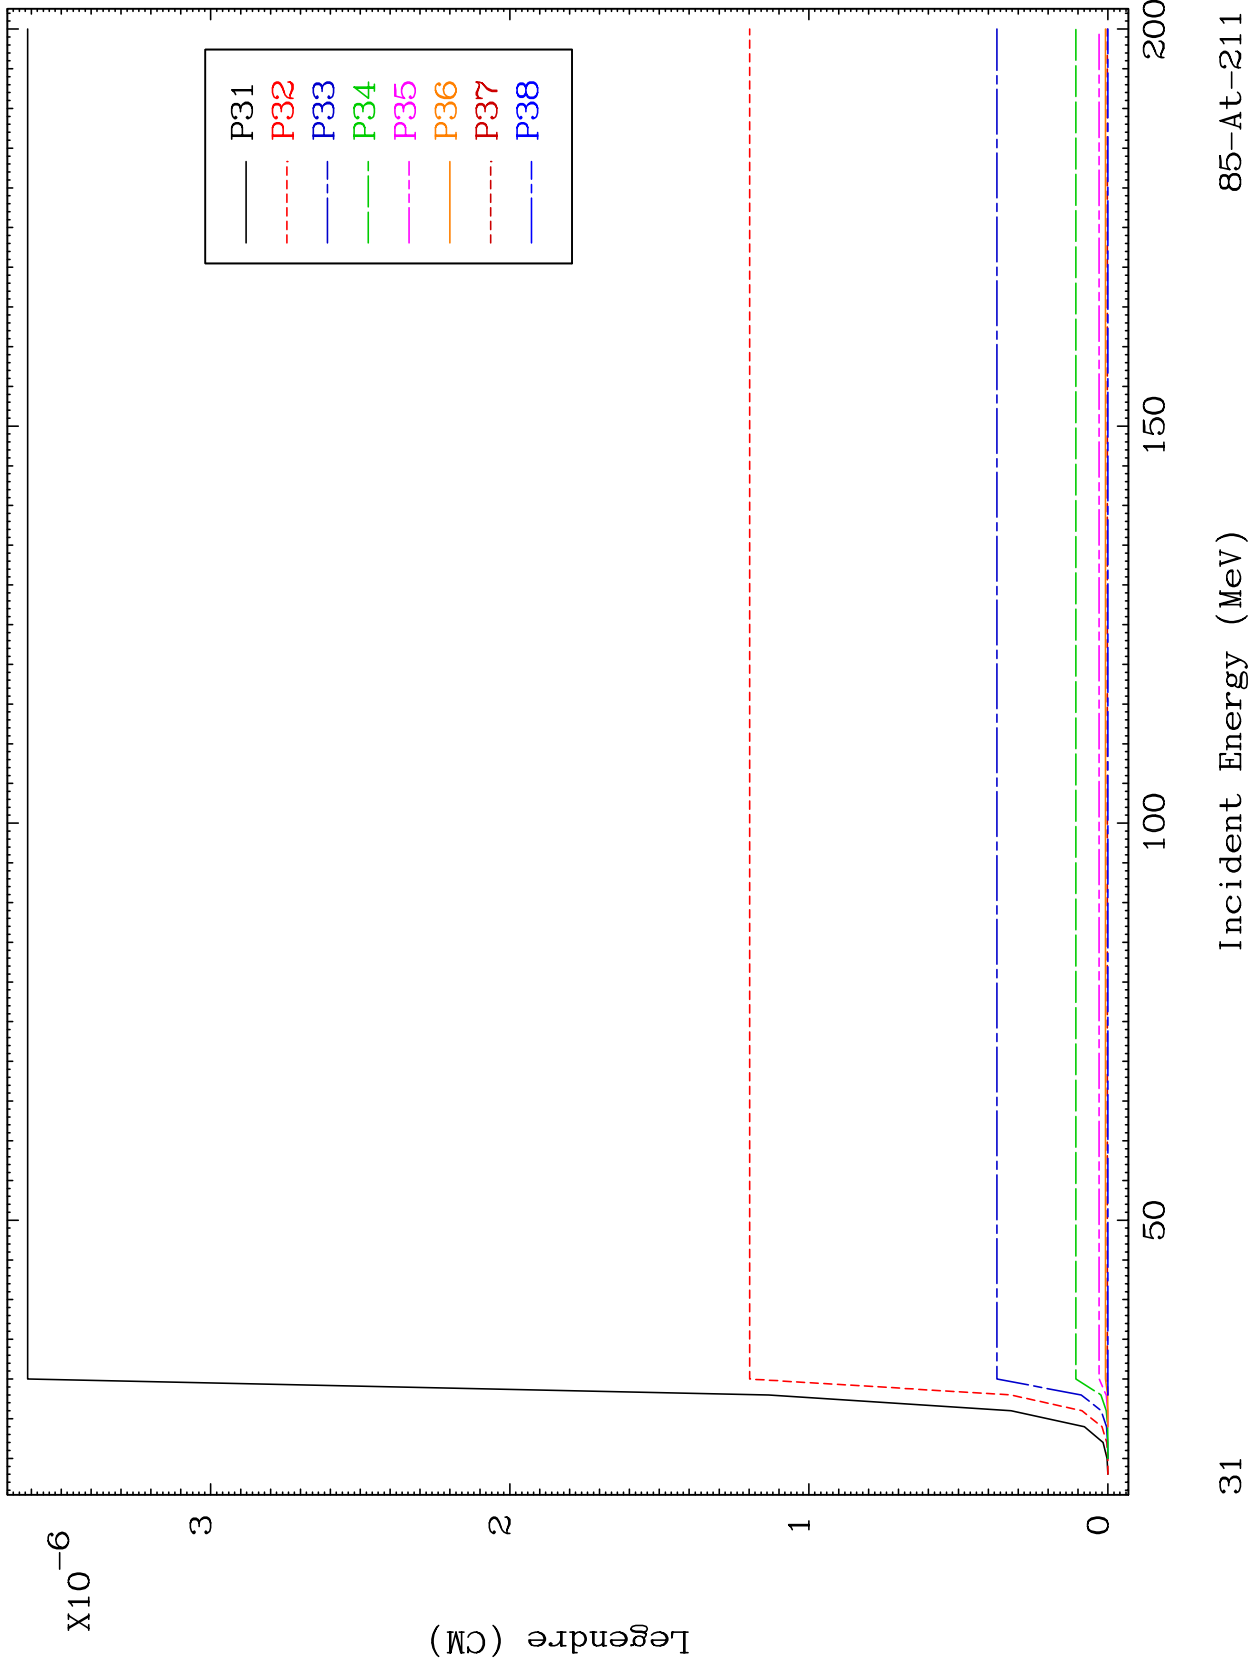 X10-6
3
2
1
0
Legendre (CM)
P31
P32
P33
P34
P35
P36
P37
P38
50
100
150
200
Incident Energy (MeV)
31
85-At-211